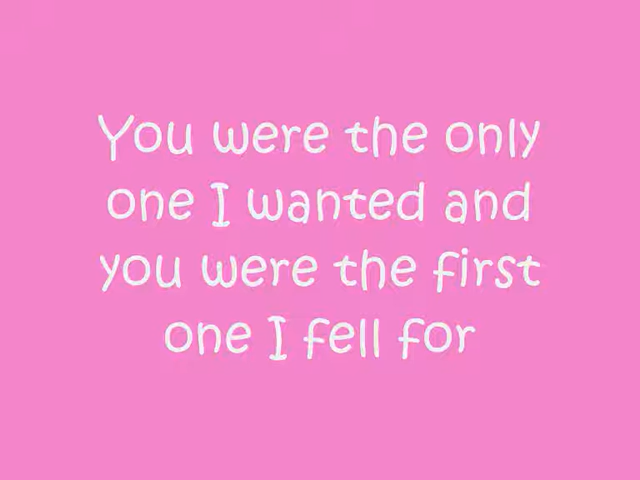 You were the only
one I wanted and
you were the first
one I fell for